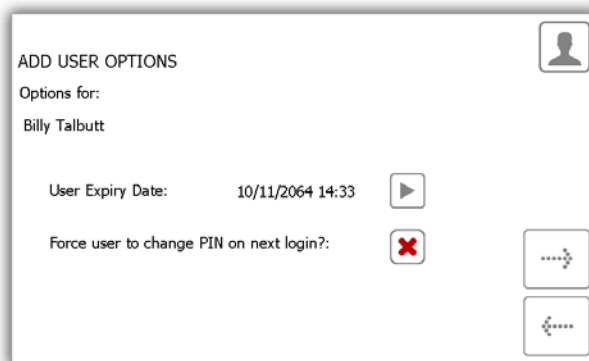 ADD USER OPTIONS
Options for:
Billy Talbutt
User Expiry Date: 10/11/2064 14:33
Force user to change PIN on next login?: